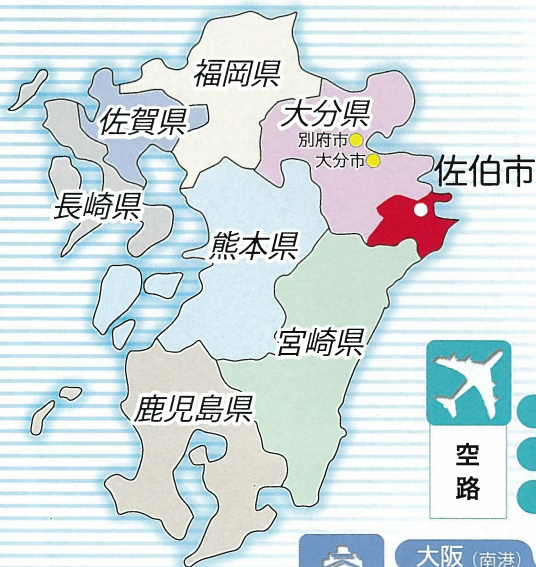 福岡県
佐賀県
大分県
別府市
大分市
佐伯市
長崎県
熊本県
宮崎県
鹿児島県
空路
大阪（南港）